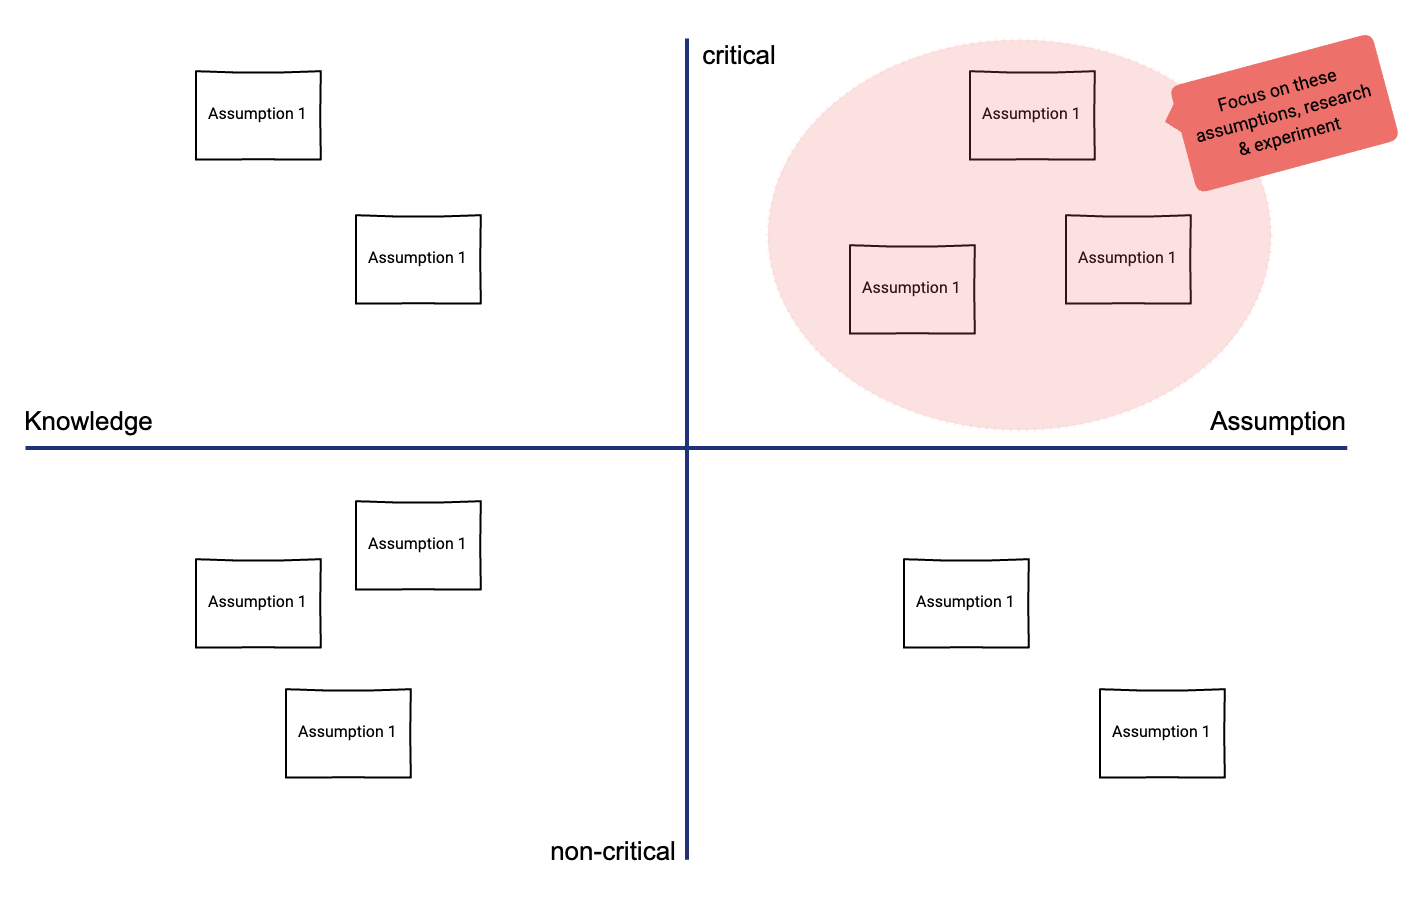 critical
Focus on these
assumptions, research
& experiment
Assumption 1
Assumption 1
Assumption 1
Assumption 1
Assumption 1
Knowledge
Assumption
Assumption 1
Assumption 1
Assumption 1
Assumption 1
Assumption 1
non-critical